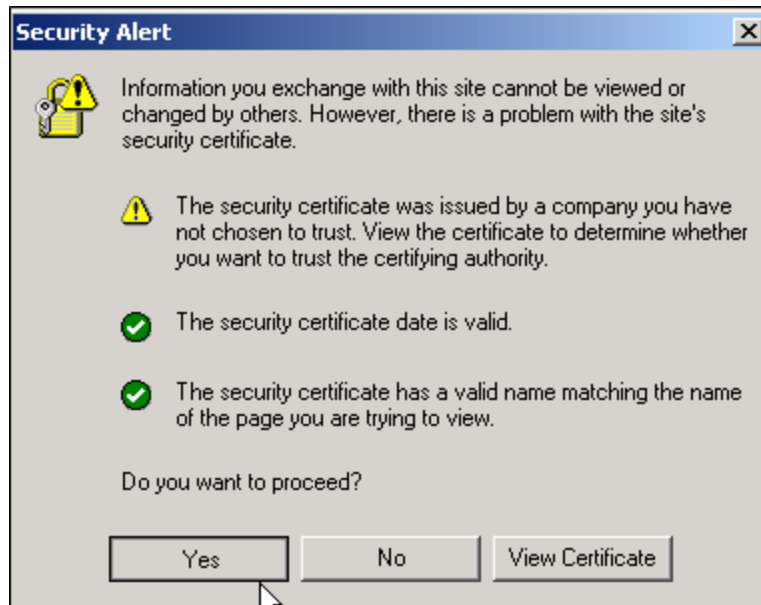 Security Alert
Information you exchange with this site cannot be viewed or
changed by others. However, there is a problem with the site's
security certificate.
The security certificate was issued by a company you have
not chosen to trust. View the certificate to determine whether
you want to trust the certifying authority.
The security certificate date is valid.
The security certificate has a valid name matching the name
of the page you are trying to view.
Do you want to proceed?
Yes No View Certificate